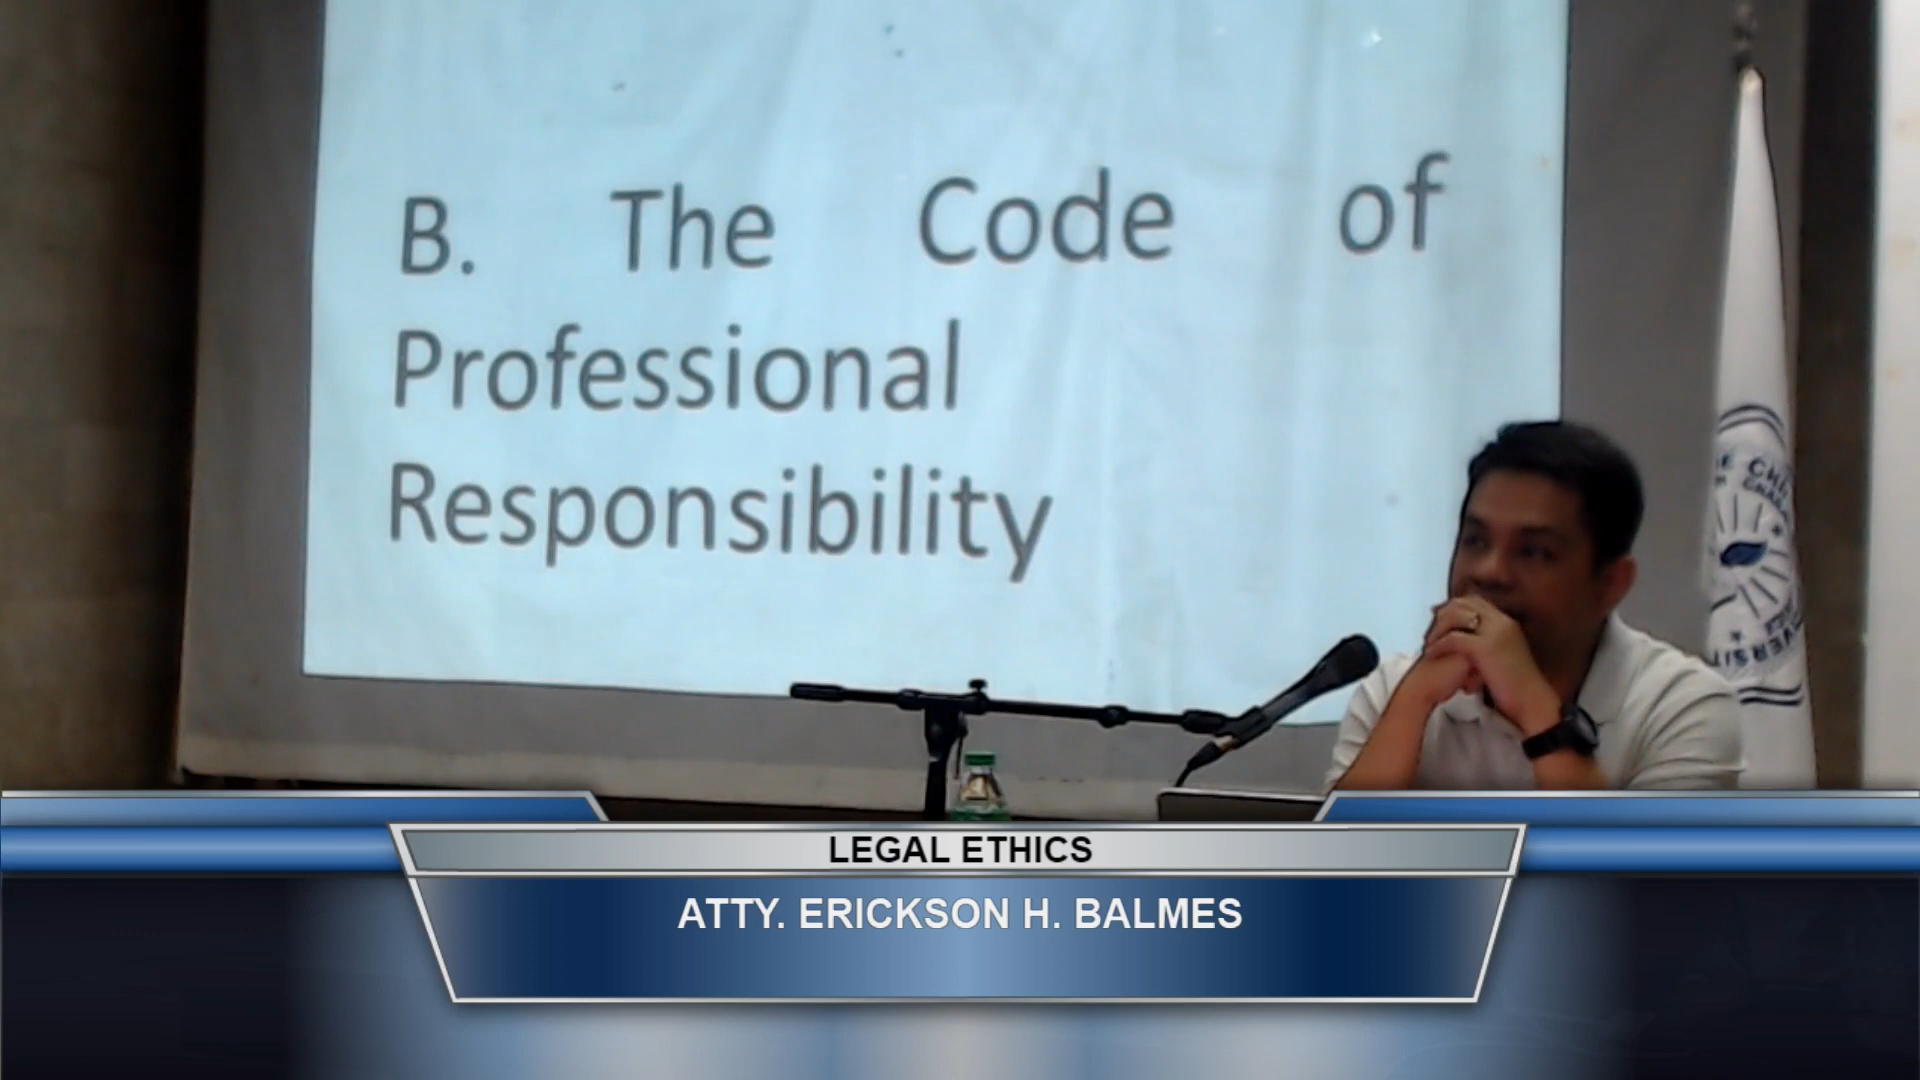 B. The Code of
Professional
Responsibility
LEGAL ETHICS
ATTY. ERICKSON H. BALMES